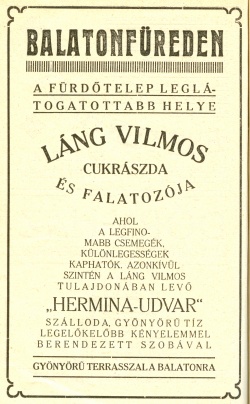 BALATONFÜREDEN
A FÜRDŐTELEP LEGLÁ-
TOGATOTTABB HELYE
LÁNG VILMOS
CUKRÁSZDA
ÉS FALATOZÓJA
AHOL
A LEGFINO-
MABB CSEMEGÉK,
KÜLÖNLEGESSÉGEK
KAPHATÓK. AZONKÍVÜL
SZINTÉN A LÁNG VILMOS
TULAJDONÁBAN LEVŐ
„HERMINA-UDVAR“
SZÁLLODA, GYÖNYÖRŰ TÍZ
LEGELŐKELŐBB KÉNYELEMMEL
BERENDEZETT SZOBÁVAL
GYÖNYÖRŰ TERRASSZAL A BALATONRA